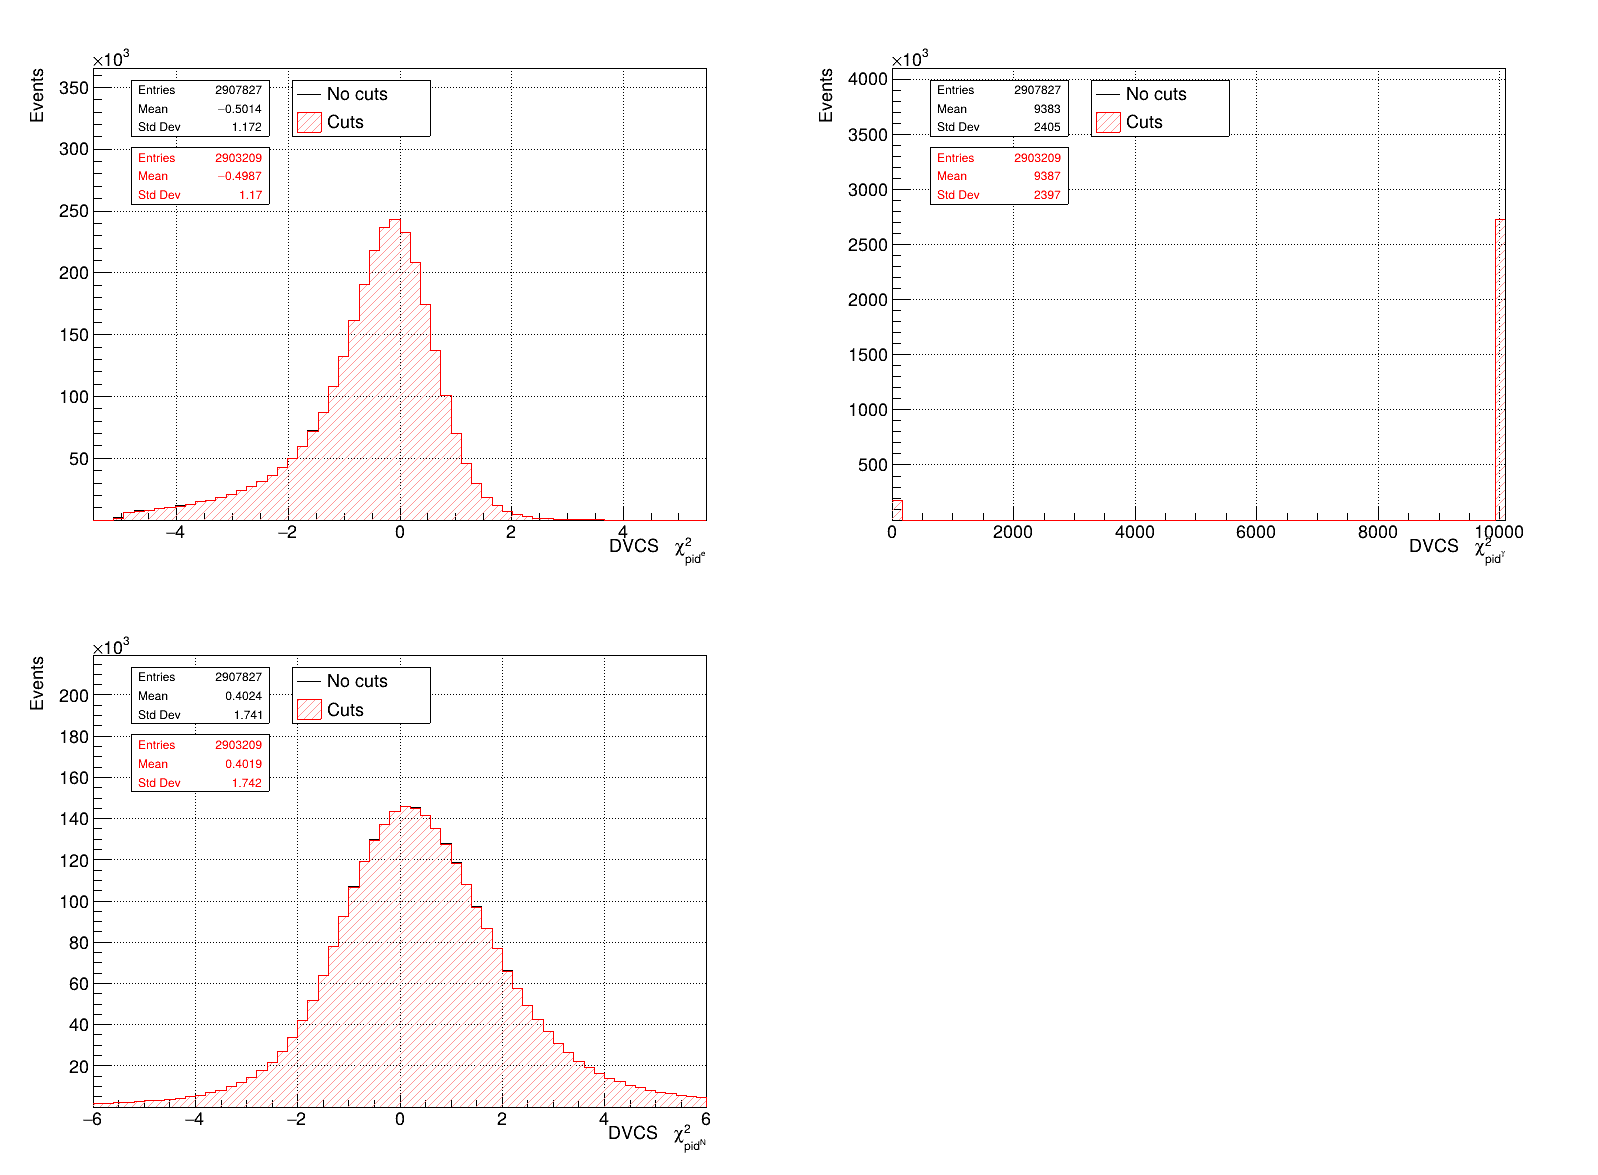 ×10³
Events
350
300
250
200
150
100
50
Entries 2907827
Mean −0.5014
Std Dev 1.172
Entries 2903209
Mean −0.4987
Std Dev 1.17
No cuts
Cuts
−4 −2 0 2 4
DVCS χ²pidᵉ
×10³
Events
4000
3500
3000
2500
2000
1500
1000
500
Entries 2907827
Mean 9383
Std Dev 2405
Entries 2903209
Mean 9387
Std Dev 2397
No cuts
Cuts
0 2000 4000 6000 8000 10000
DVCS χ²pidᵞ
×10³
Events
200
180
160
140
120
100
80
60
40
20
Entries 2907827
Mean 0.4024
Std Dev 1.741
Entries 2903209
Mean 0.4019
Std Dev 1.742
No cuts
Cuts
−6 −4 −2 0 2 4 6
DVCS χ²pidᴺ